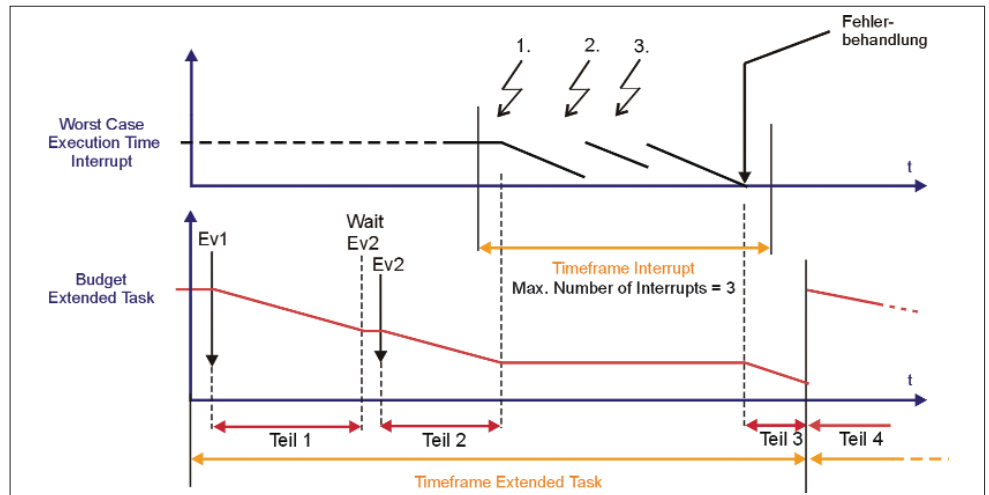 1.
2.
3.
Fehler-
behandlung
Worst Case
Execution Time
Interrupt
t
Wait
Ev1
Ev2
Ev2
Timeframe Interrupt
Max. Number of Interrupts = 3
Budget
Extended Task
t
Teil 1
Teil 2
Teil 3
Teil 4
Timeframe Extended Task